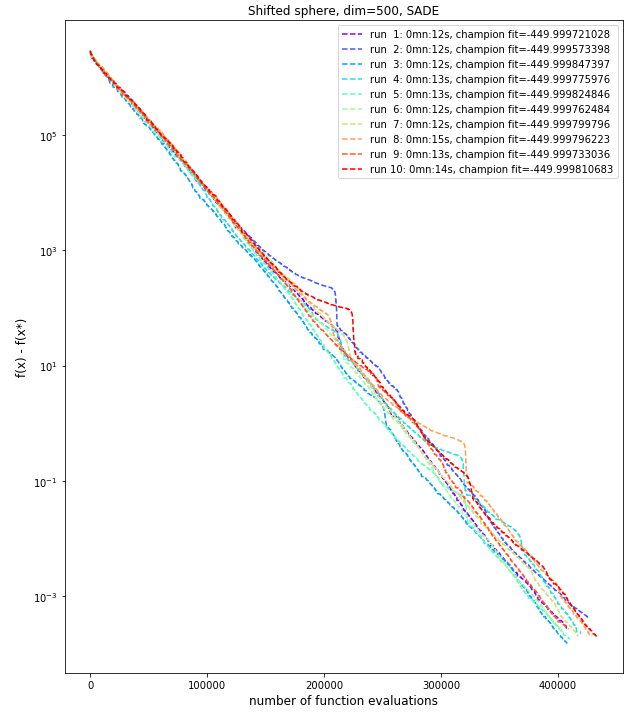 Shifted sphere, dim=500, SADE
run 1: 0mn:12s, champion fit=-449.999721028
run 2: 0mn:12s, champion fit=-449.999573398
run 3: 0mn:12s, champion fit=-449.999847397
run 4: 0mn:13s, champion fit=-449.999775976
run 5: 0mn:13s, champion fit=-449.999824846
run 6: 0mn:12s, champion fit=-449.999762484
run 7: 0mn:12s, champion fit=-449.999799796
run 8: 0mn:15s, champion fit=-449.999796223
run 9: 0mn:13s, champion fit=-449.999733036
run 10: 0mn:14s, champion fit=-449.999810683
f(x) - f(x*)
10⁵
10³
10¹
10⁻¹
10⁻³
0 100000 200000 300000 400000
number of function evaluations